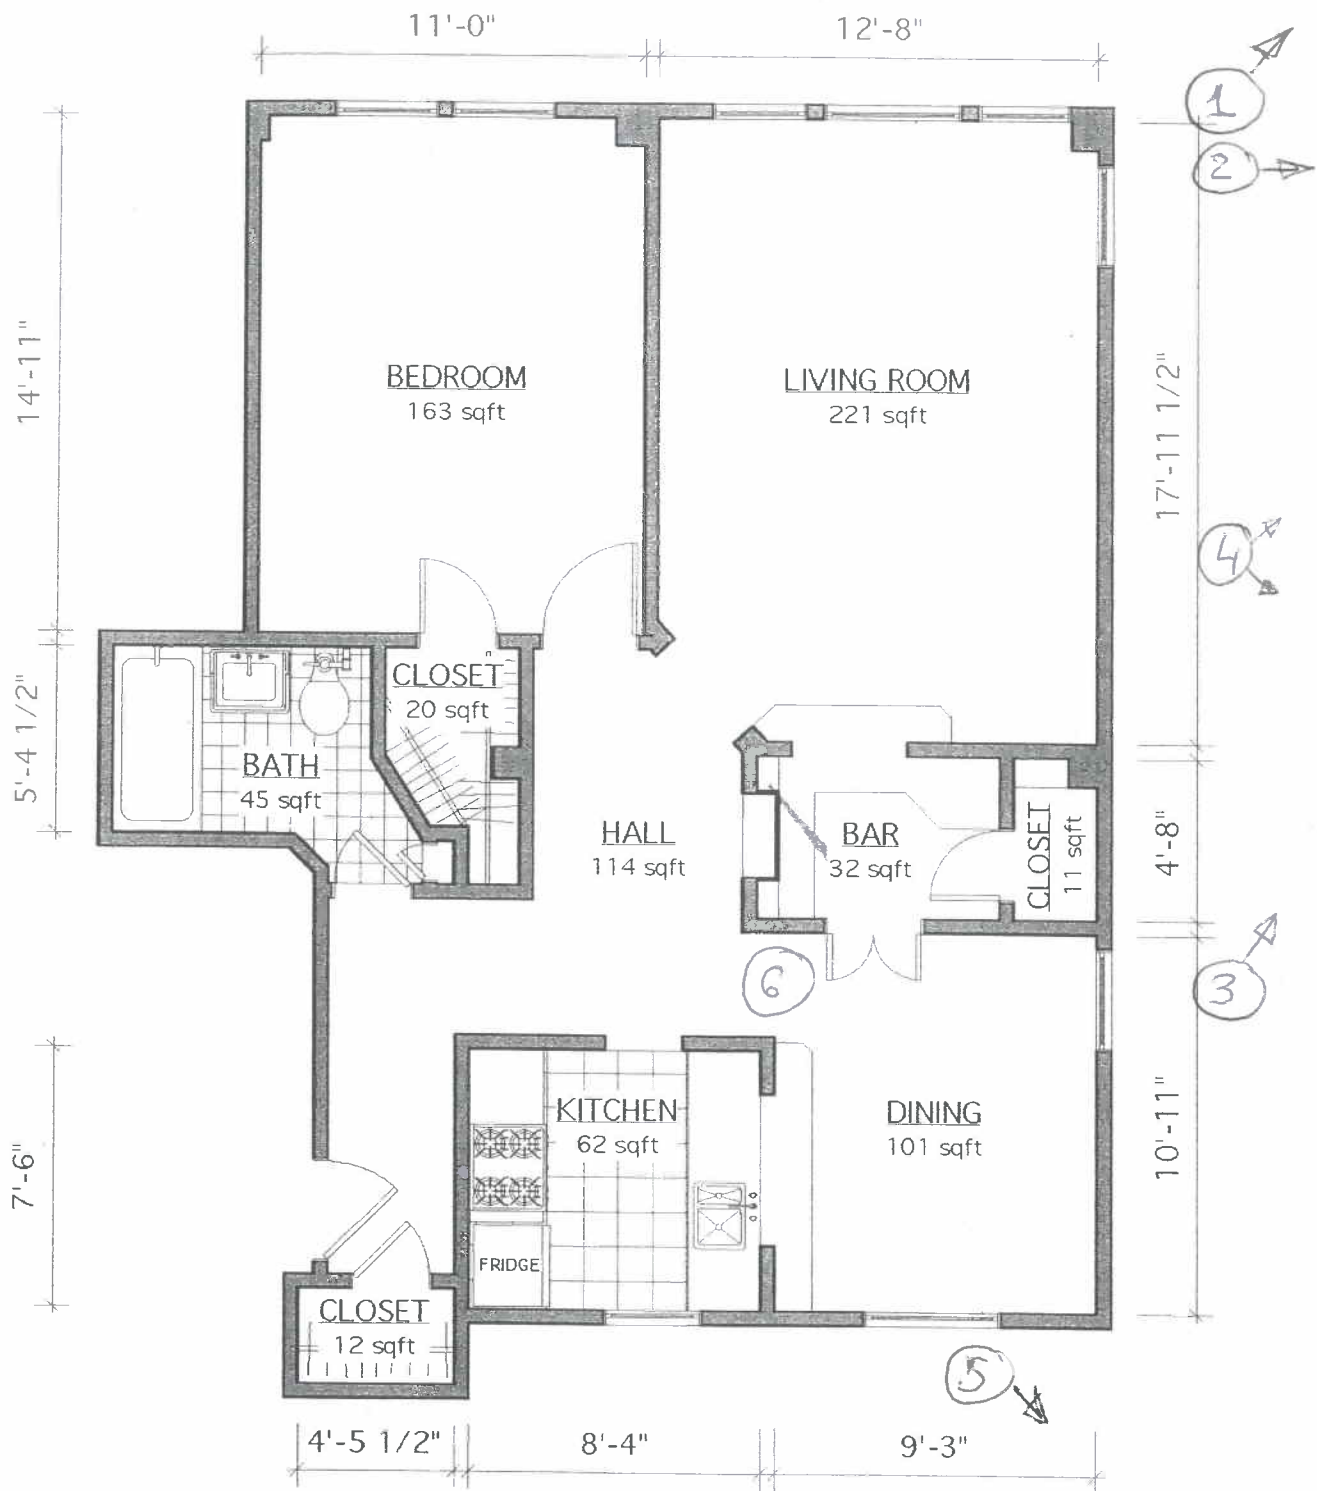 11'-0"
12'-8"
1
2
14'-11"
BEDROOM
163 sqft
LIVING ROOM
221 sqft
17'-11 1/2"
4
5'-4 1/2"
CLOSET
20 sqft
BATH
45 sqft
HALL
114 sqft
BAR
32 sqft
CLOSET
11 sqft
4'-8"
6
3
7'-6"
KITCHEN
62 sqft
DINING
101 sqft
10'-11"
FRIDGE
CLOSET
12 sqft
5
4'-5 1/2"
8'-4"
9'-3"